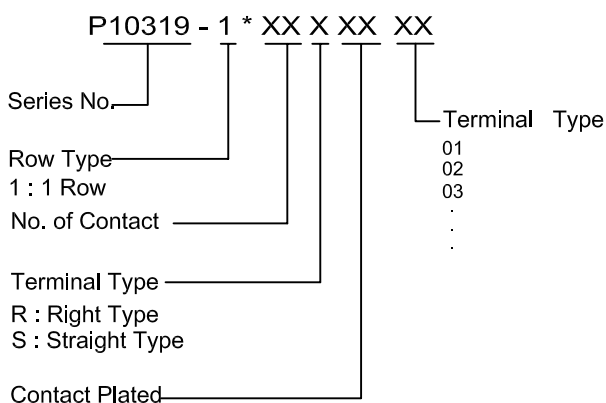 P10319 - 1 * XX X XX XX
Series No.
Terminal Type
01
02
03
.
.
.
Row Type
1 : 1 Row
No. of Contact
Terminal Type
R : Right Type
S : Straight Type
Contact Plated